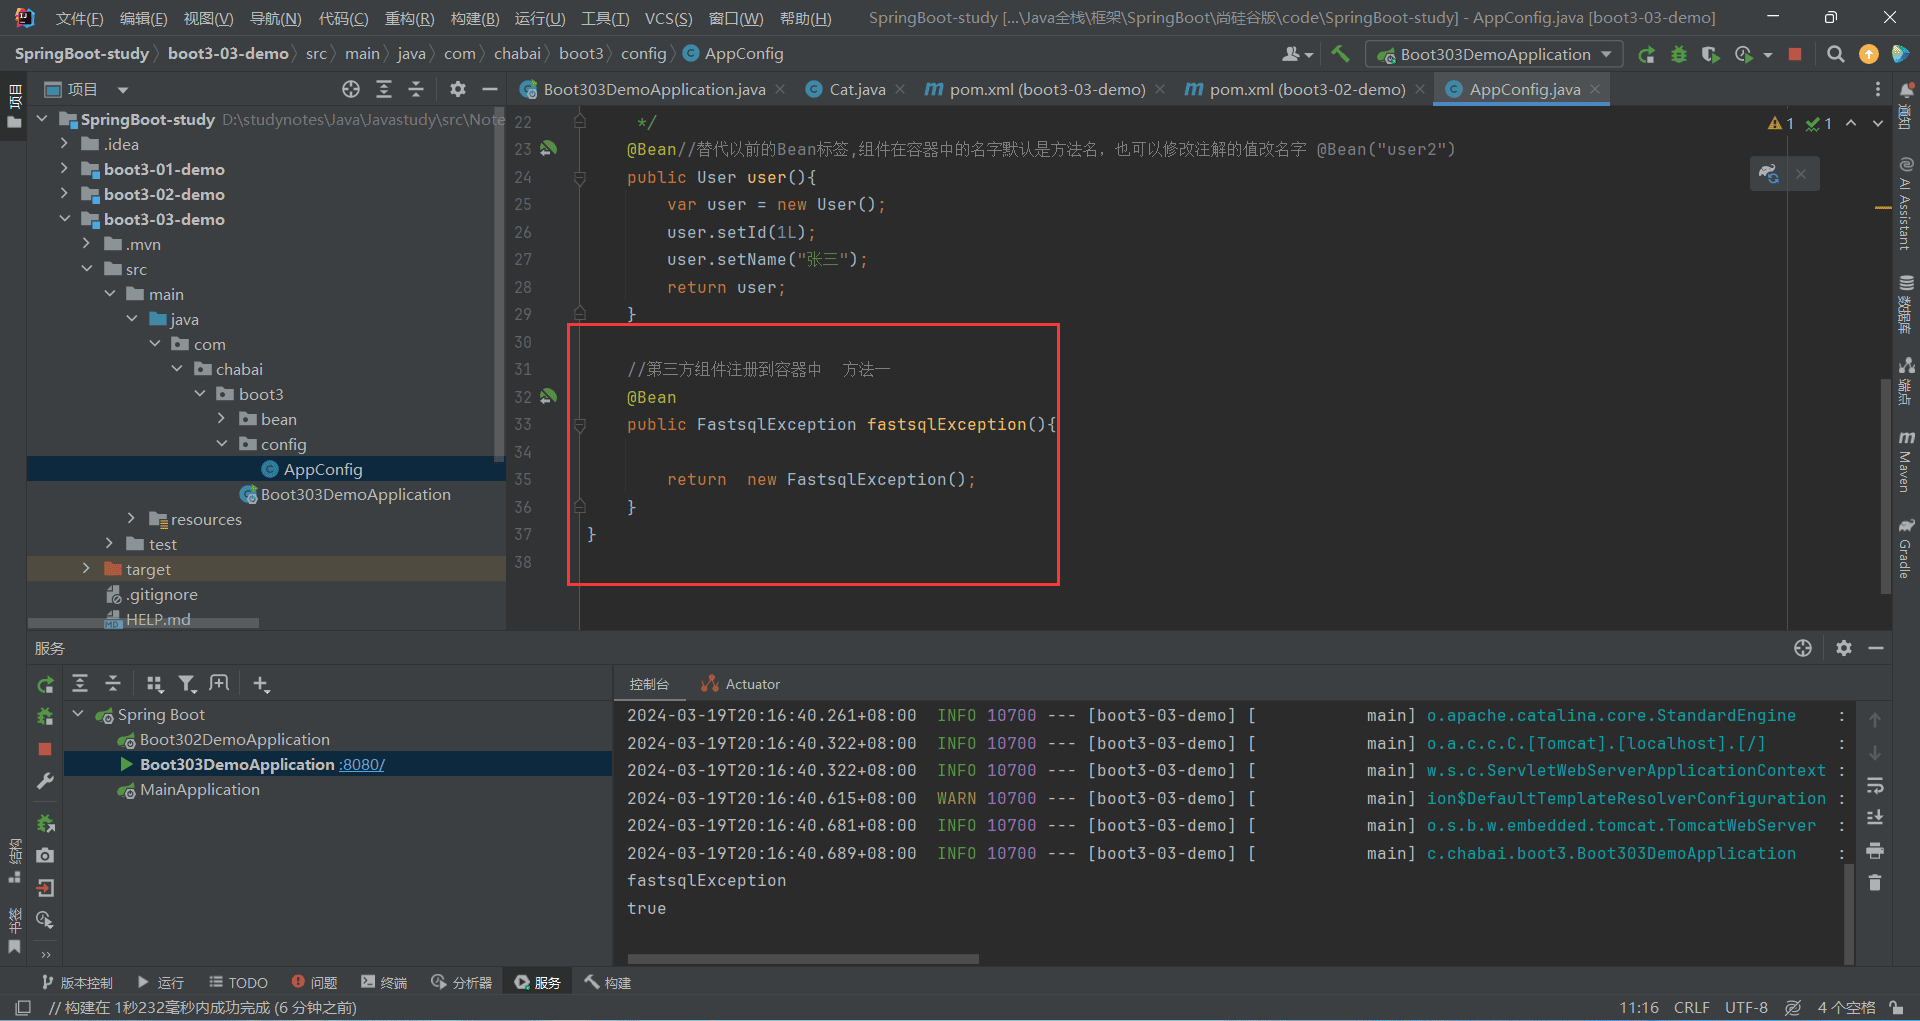 文件(F) 编辑(E) 视图(V) 导航(N) 代码(C) 重构(R) 构建(B) 运行(U) 工具(T) VCS(S) 窗口(W) 帮助(H) SpringBoot-study [...\Java全栈\框架\SpringBoot\尚硅谷版\code\SpringBoot-study] - AppConfig.java [boot3-03-demo]
SpringBoot-study boot3-03-demo src main java com chabai boot3 config AppConfig Boot303DemoApplication
项目
Boot303DemoApplication.java Cat.java pom.xml (boot3-03-demo) pom.xml (boot3-02-demo) AppConfig.java
项目
SpringBoot-study D:\studynotes\Java\Javastudy\src\Note
.idea
boot3-01-demo
boot3-02-demo
boot3-03-demo
.mvn
src
main
java
com
chabai
boot3
bean
config
AppConfig
Boot303DemoApplication
resources
test
target
.gitignore
HELP.md
1 1
22 */
23 @Bean//替代以前的Bean标签,组件在容器中的名字默认是方法名，也可以修改注解的值改名字 @Bean("user2")
24 public User user(){
25 var user = new User();
26 user.setId(1L);
27 user.setName("张三");
28 return user;
29 }
30
31 //第三方组件注册到容器中 方法一
32 @Bean
33 public FastsqlException fastsqlException(){
34
35 return new FastsqlException();
36 }
37 }
38
通知
AI Assistant
数据库
端点
Maven
Gradle
服务
Spring Boot
Boot302DemoApplication
Boot303DemoApplication :8080/
MainApplication
控制台 Actuator
2024-03-19T20:16:40.261+08:00 INFO 10700 --- [boot3-03-demo] [ main] o.apache.catalina.core.StandardEngine :
2024-03-19T20:16:40.322+08:00 INFO 10700 --- [boot3-03-demo] [ main] o.a.c.c.C.[Tomcat].[localhost].[/] :
2024-03-19T20:16:40.322+08:00 INFO 10700 --- [boot3-03-demo] [ main] w.s.c.ServletWebServerApplicationContext :
2024-03-19T20:16:40.615+08:00 WARN 10700 --- [boot3-03-demo] [ main] ion$DefaultTemplateResolverConfiguration :
2024-03-19T20:16:40.681+08:00 INFO 10700 --- [boot3-03-demo] [ main] o.s.b.w.embedded.tomcat.TomcatWebServer :
2024-03-19T20:16:40.689+08:00 INFO 10700 --- [boot3-03-demo] [ main] c.chabai.boot3.Boot303DemoApplication :
fastsqlException
true
结构
书签
版本控制 运行 TODO 问题 终端 分析器 服务 构建
// 构建在 1秒232毫秒内成功完成 (6 分钟之前) 11:16 CRLF UTF-8 4 个空格